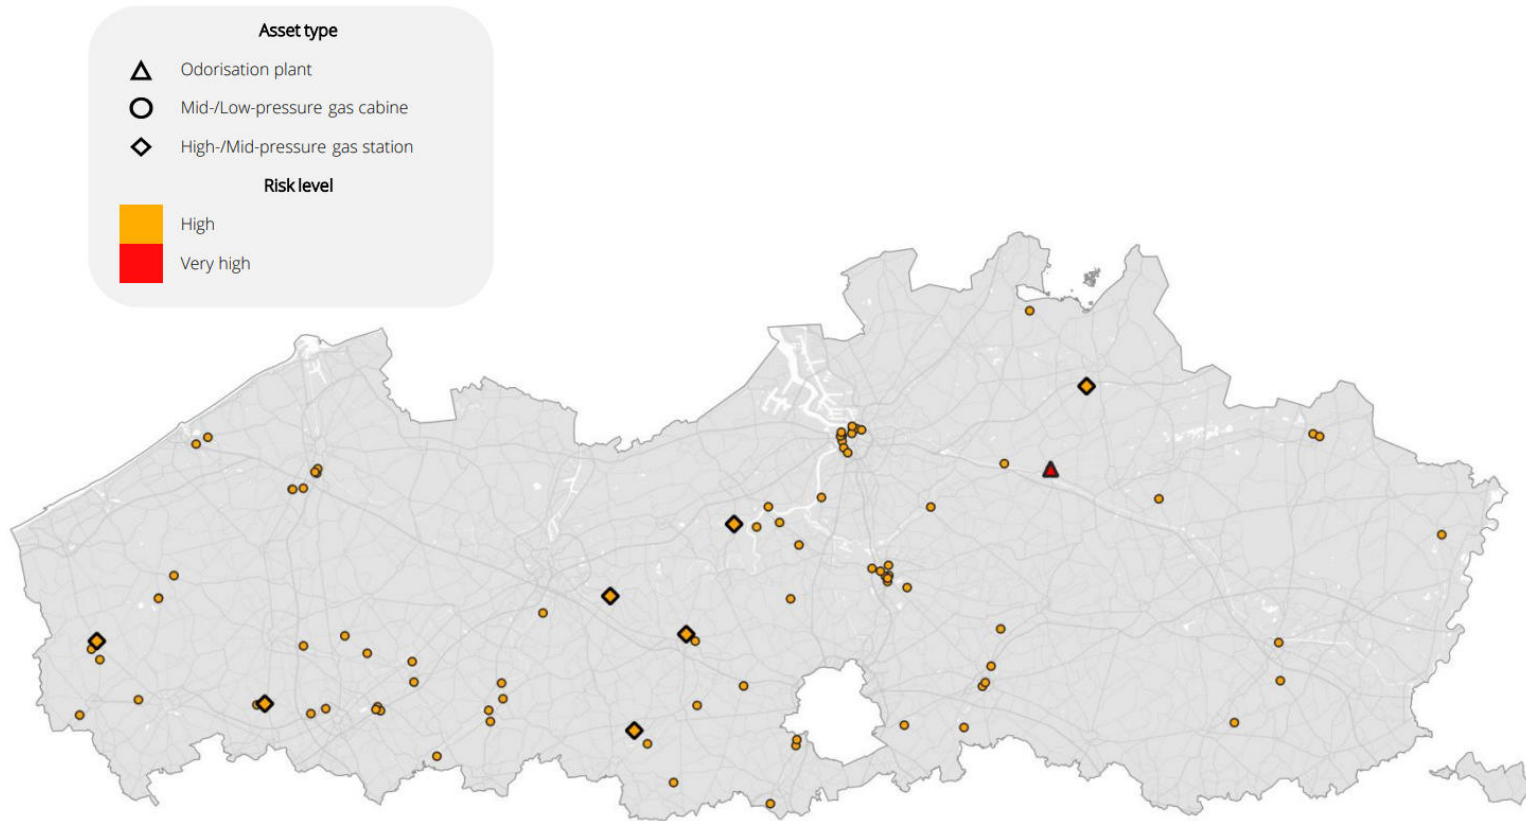 Asset type
Odorisation plant
Mid-/Low-pressure gas cabine
High-/Mid-pressure gas station
Risk level
High
Very high